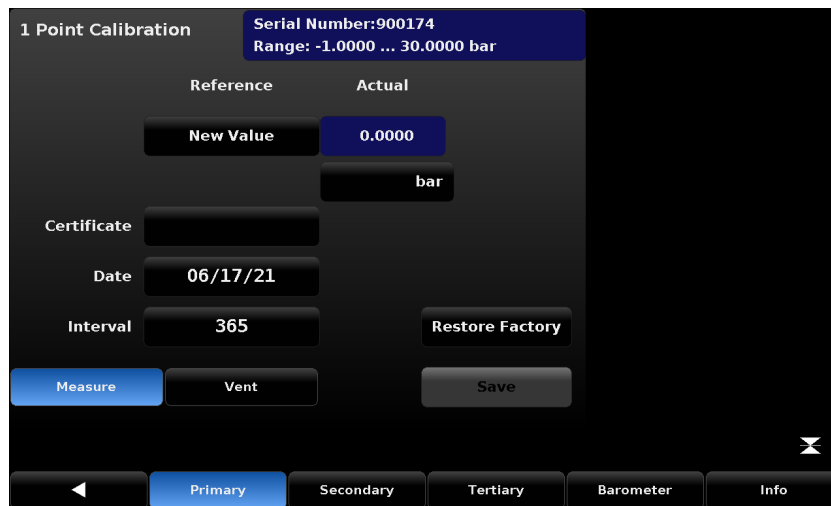 1 Point Calibration
Serial Number:900174
Range: -1.0000 ... 30.0000 bar
Reference Actual
New Value 0.0000
bar
Certificate
Date 06/17/21
Interval 365 Restore Factory
Measure Vent Save
Primary Secondary Tertiary Barometer Info